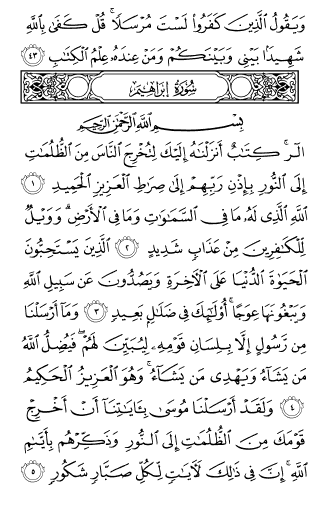 وَيَقُولُ ٱلَّذِينَ كَفَرُوا۟ لَسْتَ مُرْسَلًا ۚ قُلْ كَفَىٰ بِٱللَّهِ
شَهِيدًۢا بَيْنِى وَبَيْنَكُمْ وَمَنْ عِندَهُۥ عِلْمُ ٱلْكِتَٰبِ ٤٣
سُورَةُ إِبْرَاهِيم
بِسْمِ ٱللَّهِ ٱلرَّحْمَٰنِ ٱلرَّحِيمِ
الٓر ۚ كِتَٰبٌ أَنزَلْنَٰهُ إِلَيْكَ لِتُخْرِجَ ٱلنَّاسَ مِنَ ٱلظُّلُمَٰتِ
إِلَى ٱلنُّورِ بِإِذْنِ رَبِّهِمْ إِلَىٰ صِرَٰطِ ٱلْعَزِيزِ ٱلْحَمِيدِ ١
ٱللَّهِ ٱلَّذِى لَهُۥ مَا فِى ٱلسَّمَٰوَٰتِ وَمَا فِى ٱلْأَرْضِ ۗ وَوَيْلٌ
لِّلْكَٰفِرِينَ مِنْ عَذَابٍ شَدِيدٍ ٢ ٱلَّذِينَ يَسْتَحِبُّونَ
ٱلْحَيَوٰةَ ٱلدُّنْيَا عَلَى ٱلْءَاخِرَةِ وَيَصُدُّونَ عَن سَبِيلِ ٱللَّهِ
وَيَبْغُونَهَا عِوَجًا ۚ أُو۟لَٰٓئِكَ فِى ضَلَٰلٍۭ بَعِيدٍ ٣ وَمَآ أَرْسَلْنَا
مِن رَّسُولٍ إِلَّا بِلِسَانِ قَوْمِهِۦ لِيُبَيِّنَ لَهُمْ ۖ فَيُضِلُّ ٱللَّهُ
مَن يَشَآءُ وَيَهْدِى مَن يَشَآءُ ۚ وَهُوَ ٱلْعَزِيزُ ٱلْحَكِيمُ
٤ وَلَقَدْ أَرْسَلْنَا مُوسَىٰ بِـَٔايَٰتِنَآ أَنْ أَخْرِجْ
قَوْمَكَ مِنَ ٱلظُّلُمَٰتِ إِلَى ٱلنُّورِ وَذَكِّرْهُم بِأَيَّىٰمِ
ٱللَّهِ ۚ إِنَّ فِى ذَٰلِكَ لَءَايَٰتٍ لِّكُلِّ صَبَّارٍ شَكُورٍ ٥